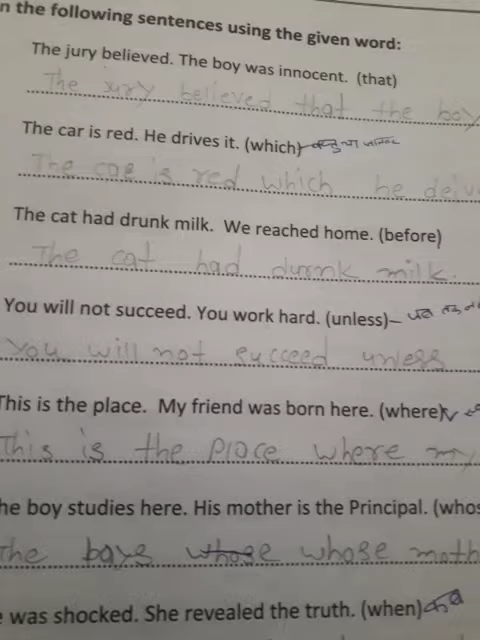 n the following sentences using the given word:
The jury believed. The boy was innocent. (that)
The jury believed that the boy
The car is red. He drives it. (which)
The cae is red which he deive
The cat had drunk milk. We reached home. (before)
The cat had durnk milk.
You will not succeed. You work hard. (unless)
You will not succeed unless
This is the place. My friend was born here. (where)
This is the place where my
he boy studies here. His mother is the Principal. (whos
The boys whose whose moth
e was shocked. She revealed the truth. (when)